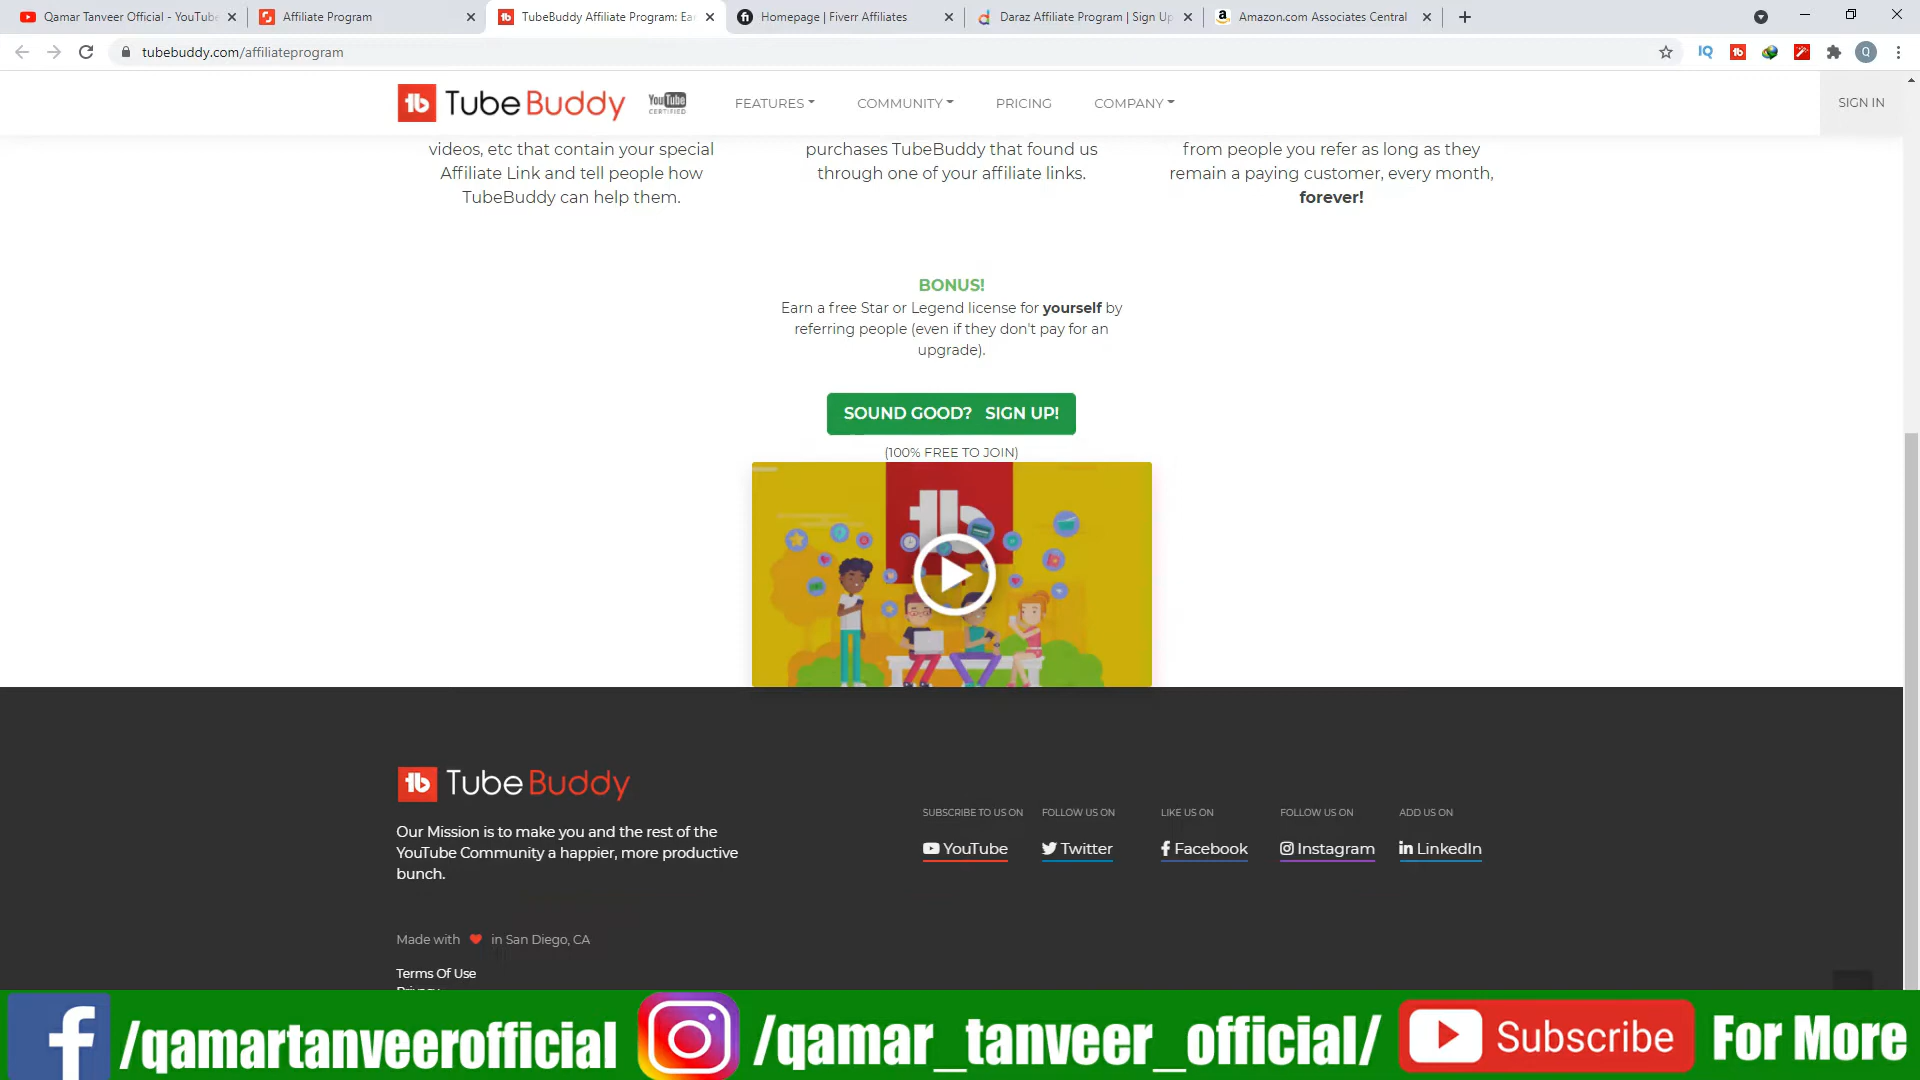 Qamar Tanveer Official - YouTube
Affiliate Program
TubeBuddy Affiliate Program: Ea
Homepage | Fiverr Affiliates
Daraz Affiliate Program | Sign Up
Amazon.com Associates Central
tubebuddy.com/affiliateprogram
IQ
Q
TubeBuddy
YouTube
CERTIFIED
FEATURES
COMMUNITY
PRICING
COMPANY
SIGN IN
videos, etc that contain your special
Affiliate Link and tell people how
TubeBuddy can help them.
purchases TubeBuddy that found us
through one of your affiliate links.
from people you refer as long as they
remain a paying customer, every month,
forever!
BONUS!
Earn a free Star or Legend license for yourself by
referring people (even if they don't pay for an
upgrade).
SOUND GOOD? SIGN UP!
(100% FREE TO JOIN)
tb
TubeBuddy
Our Mission is to make you and the rest of the
YouTube Community a happier, more productive
bunch.
SUBSCRIBE TO US ON
FOLLOW US ON
LIKE US ON
FOLLOW US ON
ADD US ON
YouTube
Twitter
Facebook
Instagram
LinkedIn
Made with ❤ in San Diego, CA
Terms Of Use
/qamartanveerofficial
/qamar_tanveer_official/
Subscribe
For More